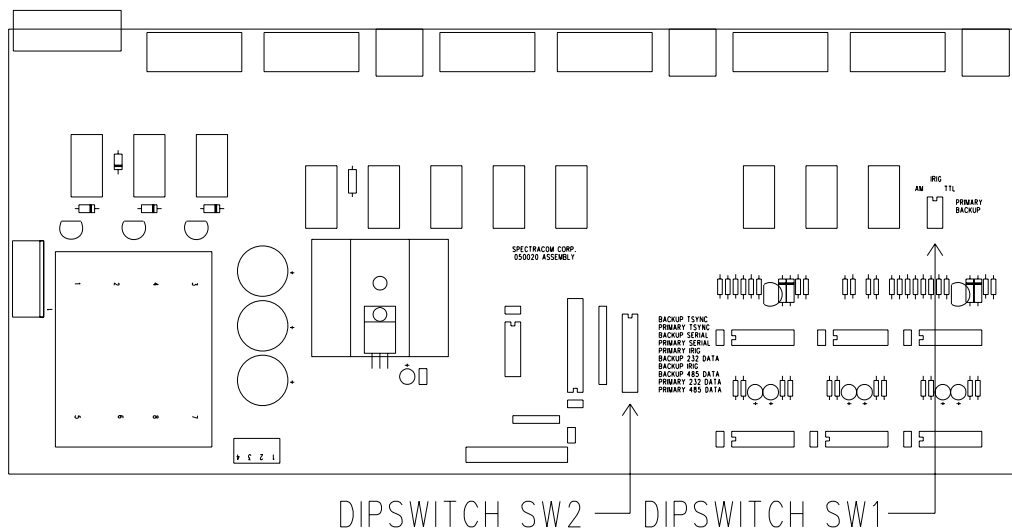 IRIG
AM TTL
PRIMARY
BACKUP
SPECTRACOM CORP.
050020 ASSEMBLY
1 2 4 3
1
BACKUP TSYNC
PRIMARY TSYNC
BACKUP SERIAL
PRIMARY SERIAL
PRIMARY IRIG
BACKUP 232 DATA
BACKUP IRIG
BACKUP 485 DATA
PRIMARY 232 DATA
PRIMARY 485 DATA
5 6 8 7
4 3 2 1
DIPSWITCH SW2
DIPSWITCH SW1